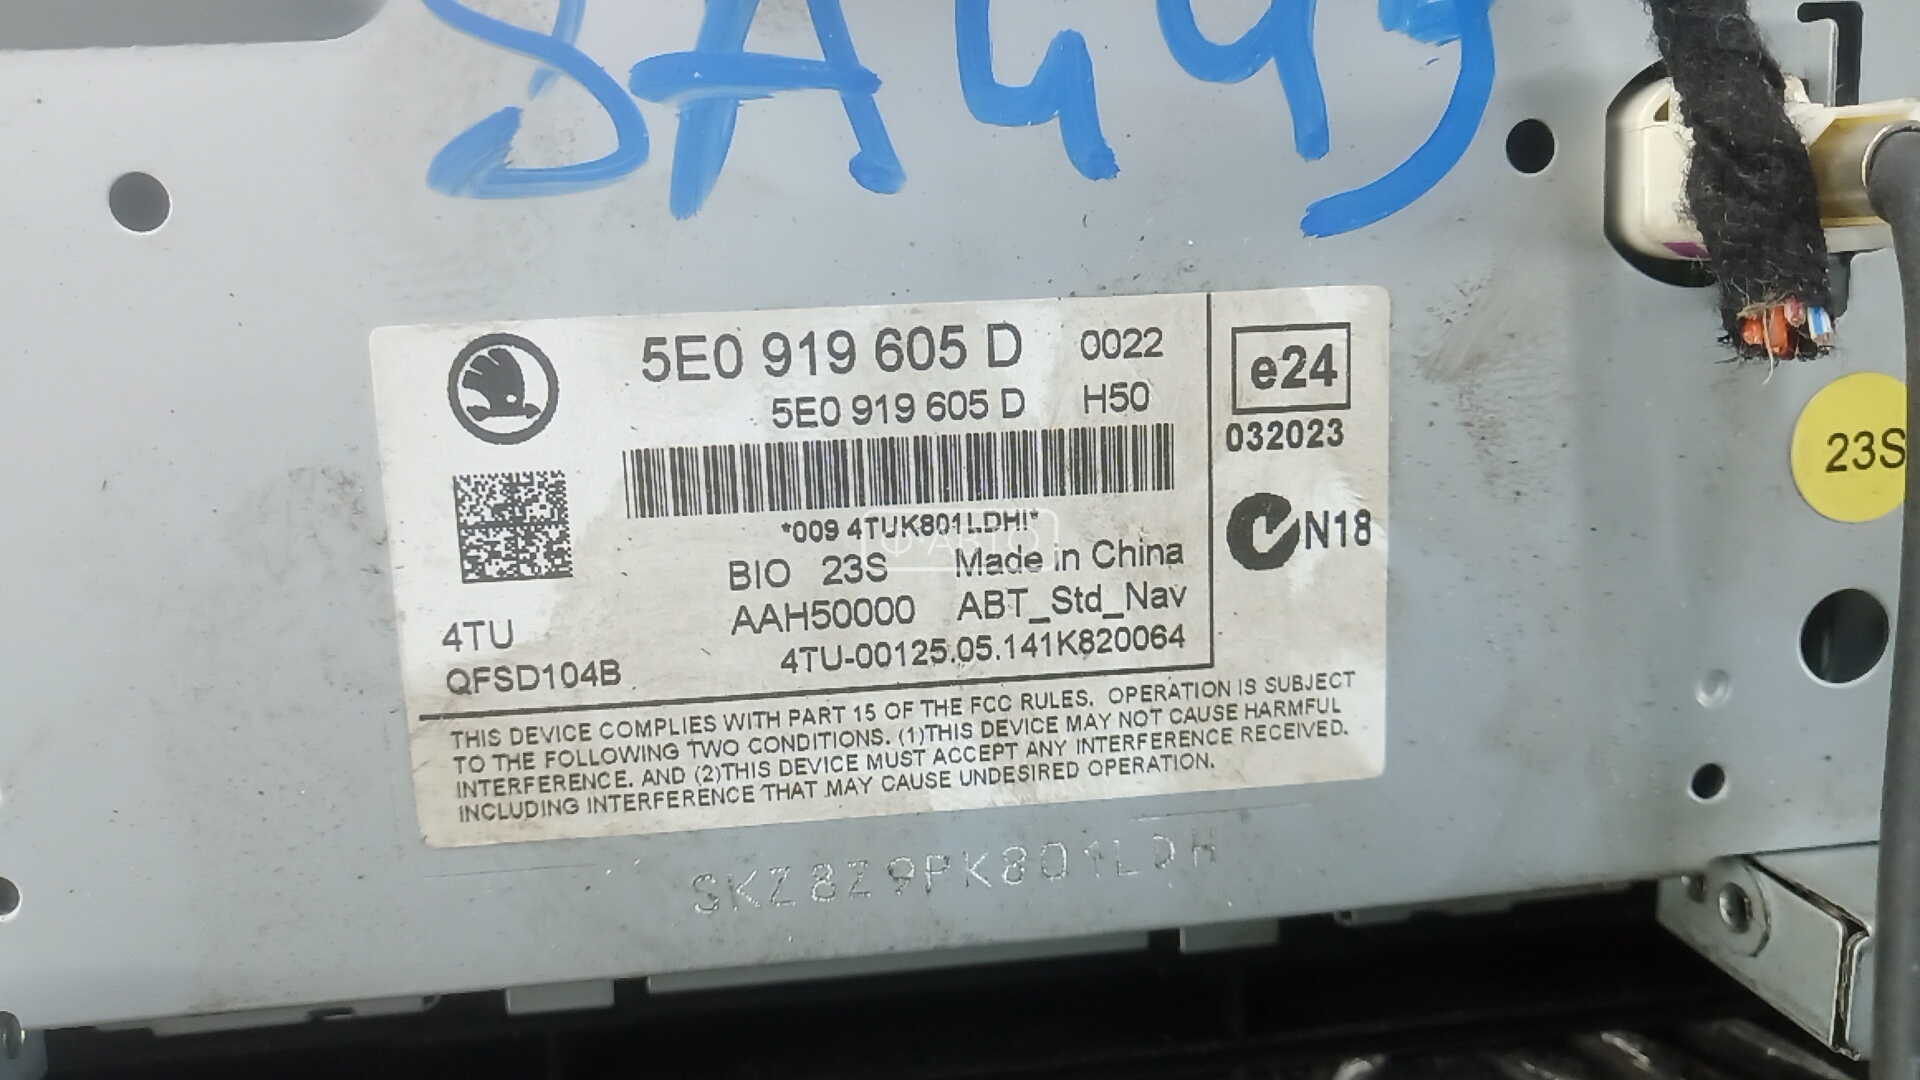 SA449
5E0 919 605 D 0022
5E0 919 605 D H50
e24
032023
23S
*009 4TUK801LDHI*
N18
BIO 23S Made in China
AAH50000 ABT_Std_Nav
4TU
4TU-00125.05.141K820064
QFSD104B
THIS DEVICE COMPLIES WITH PART 15 OF THE FCC RULES. OPERATION IS SUBJECT
TO THE FOLLOWING TWO CONDITIONS. (1)THIS DEVICE MAY NOT CAUSE HARMFUL
INTERFERENCE. AND (2)THIS DEVICE MUST ACCEPT ANY INTERFERENCE RECEIVED.
INCLUDING INTERFERENCE THAT MAY CAUSE UNDESIRED OPERATION.
SKZ8Z9PK801LDH